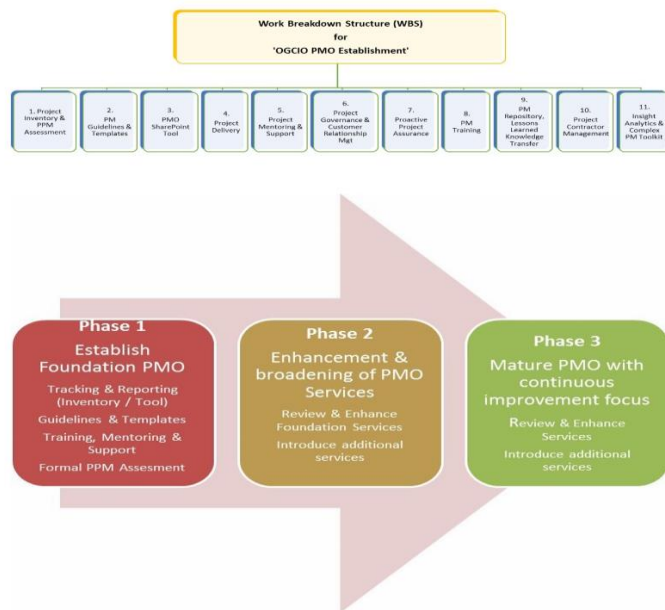 Work Breakdown Structure (WBS)
for
'OGCIO PMO Establishment'
1. Project
Inventory &
PPM
Assessment
2.
PM
Guidelines &
Templates
3.
PMO
SharePoint
Tool
4.
Project
Delivery
5.
Project
Mentoring &
Support
6.
Project
Governance &
Customer
Relationship
Mgt
7.
Proactive
Project
Assurance
8.
PM
Training
9.
PM
Repository,
Lessons
Learned
Knowledge
Transfer
10.
Project
Contractor
Management
11.
Insight
Analytics &
Complex
PM Toolkit
Phase 1
Establish
Foundation PMO
Tracking & Reporting
(Inventory / Tool)
Guidelines & Templates
Training, Mentoring &
Support
Formal PPM Assesment
Phase 2
Enhancement &
broadening of PMO
Services
Review & Enhance
Foundation Services
Introduce additional
services
Phase 3
Mature PMO with
continuous
improvement focus
Review & Enhance
Services
Introduce additional
services